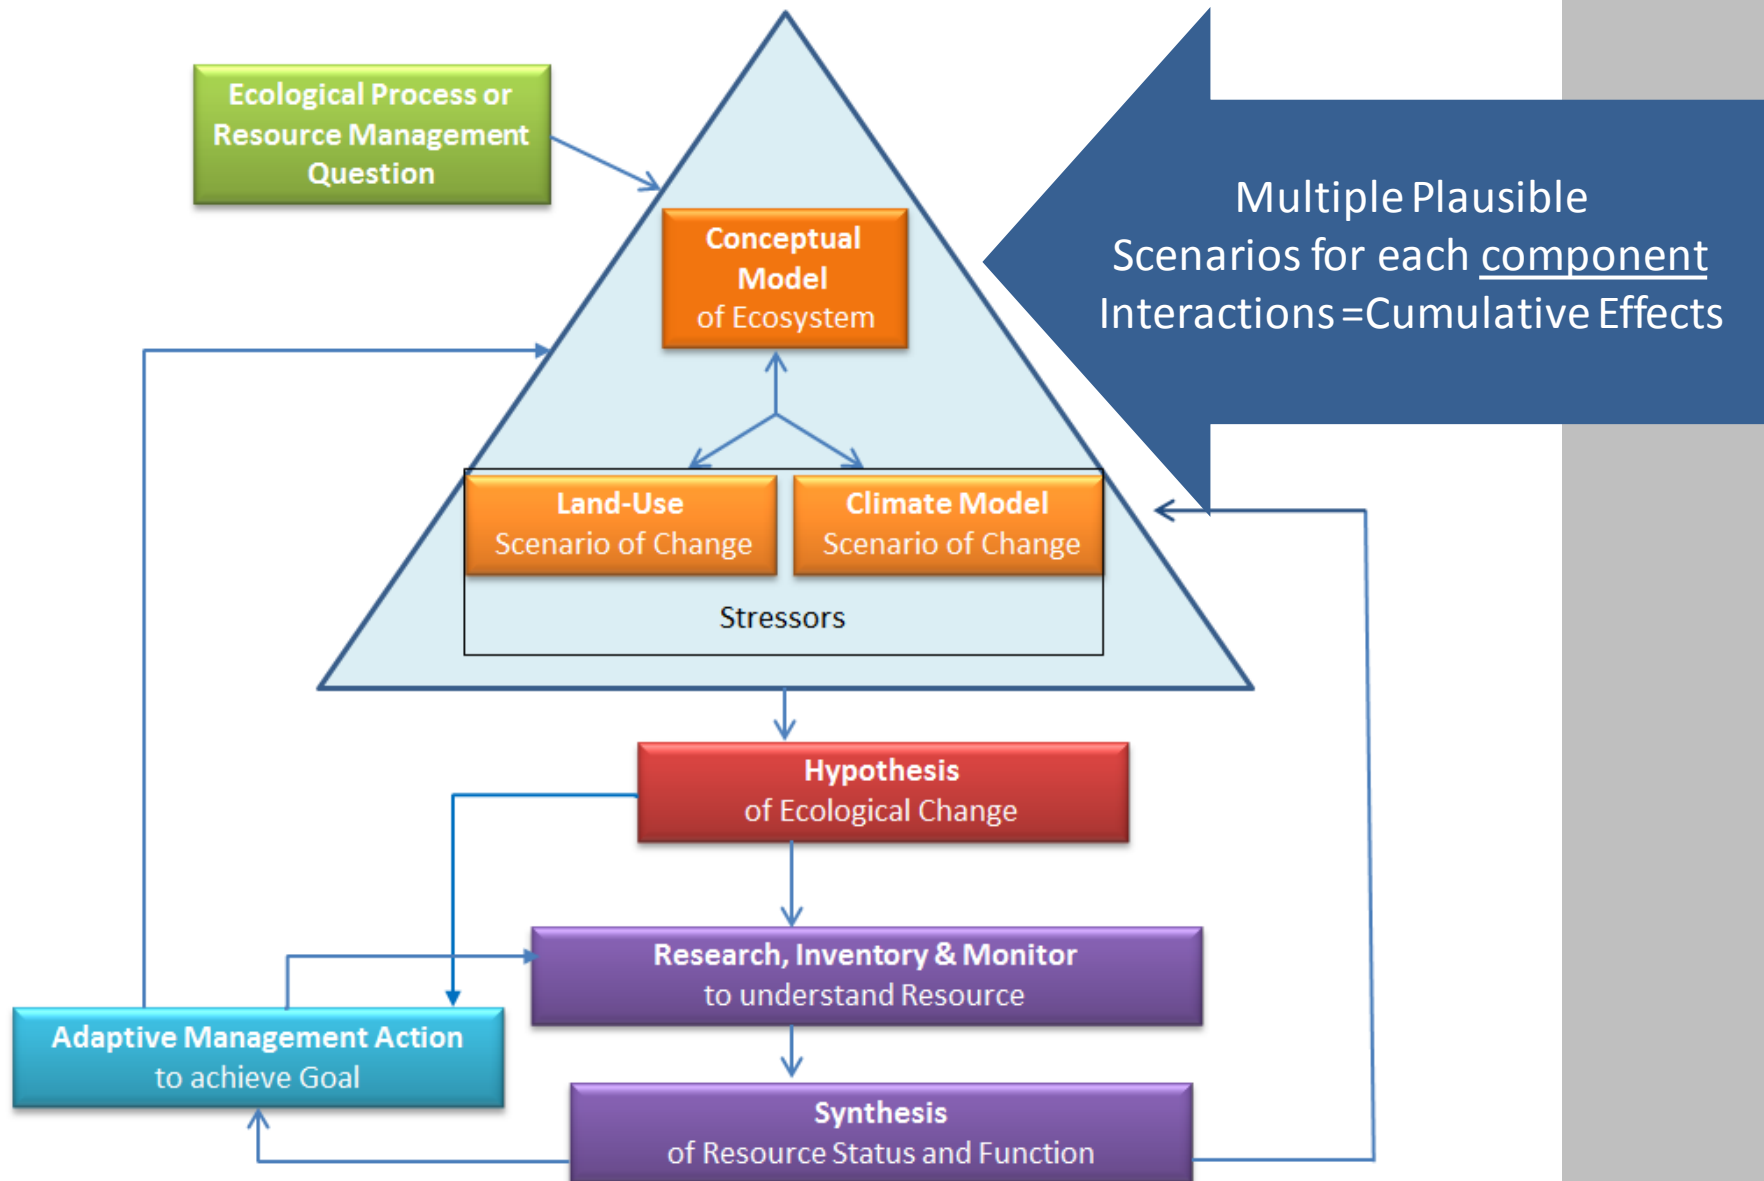 Ecological Process or
Resource Management
Question
Multiple Plausible
Scenarios for each component
Interactions =Cumulative Effects
Conceptual
Model
of Ecosystem
Land-Use
Scenario of Change
Climate Model
Scenario of Change
Stressors
Hypothesis
of Ecological Change
Research, Inventory & Monitor
to understand Resource
Adaptive Management Action
to achieve Goal
Synthesis
of Resource Status and Function